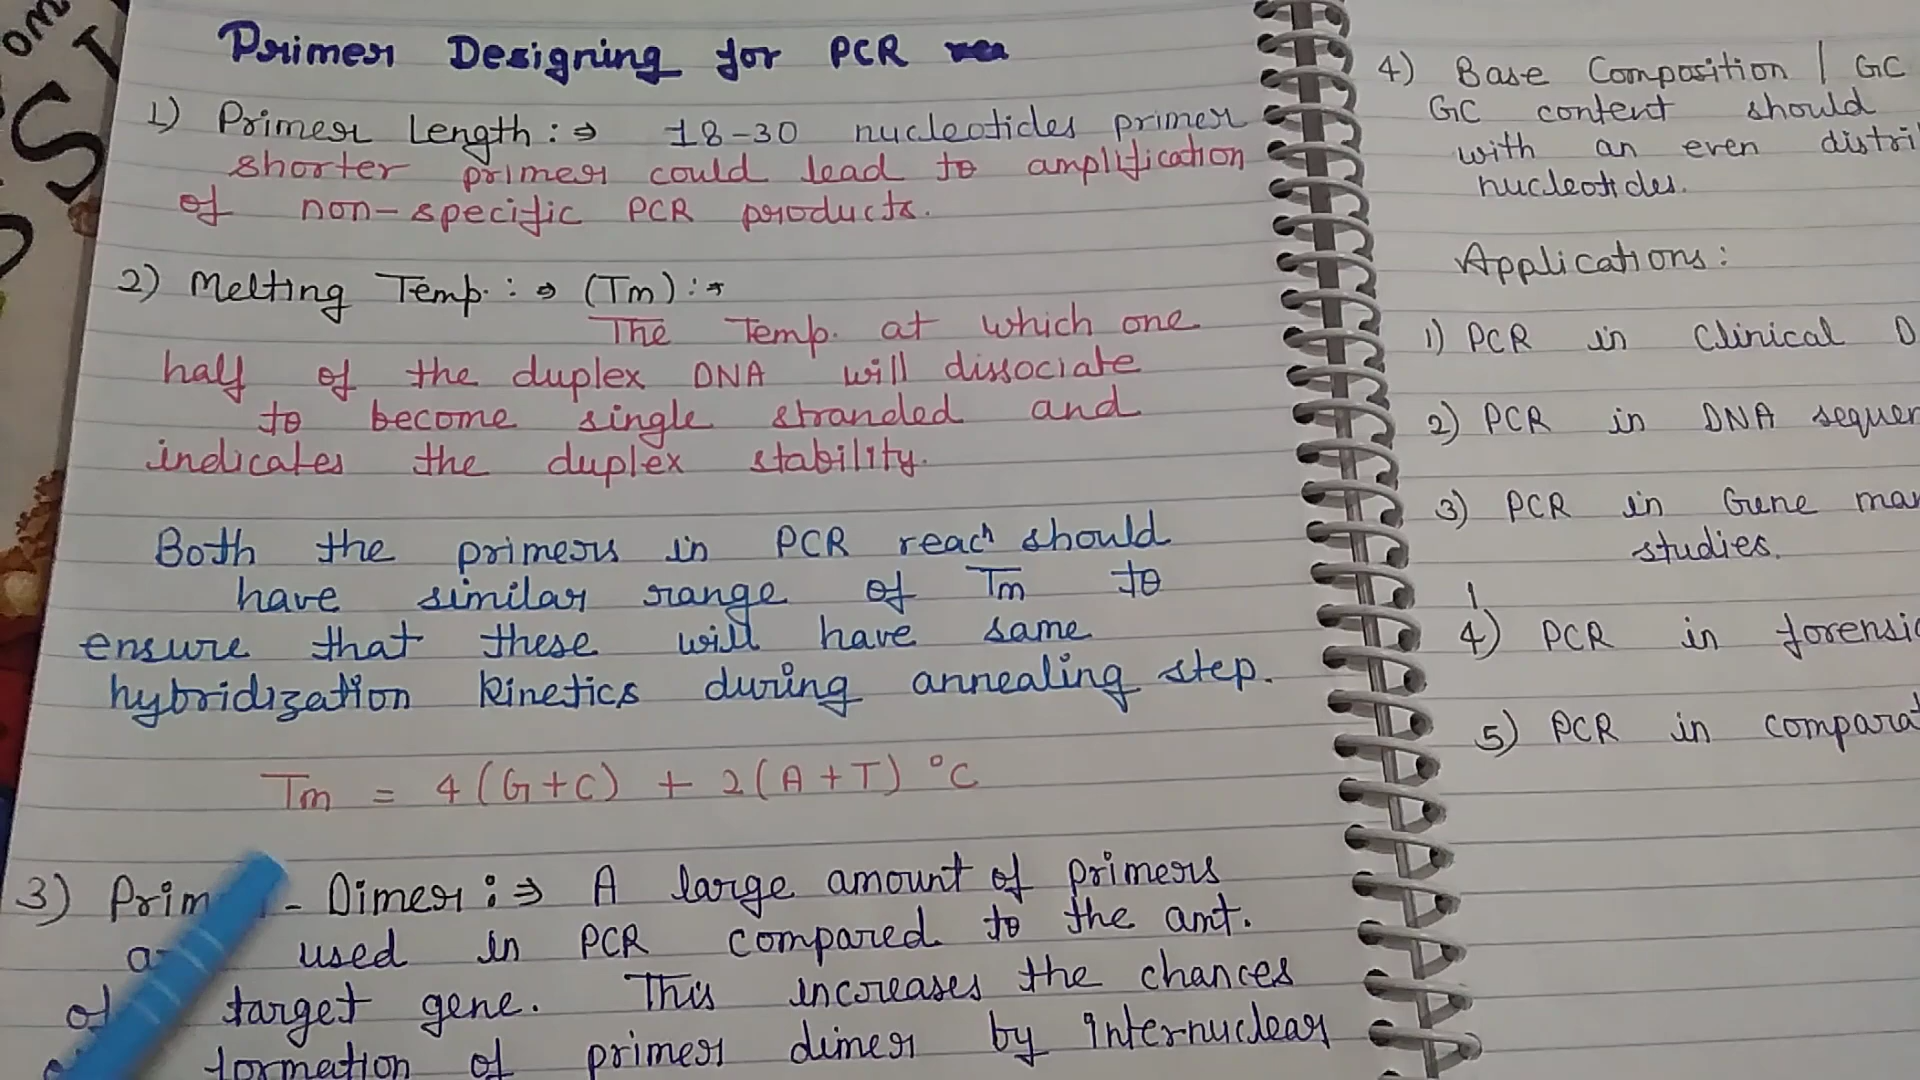 Primer Designing for PCR
1) Primer Length :⇒ 18-30 nucleotides primer
shorter primer could lead to amplification
of non-specific PCR products.
2) Melting Temp. :⇒ (Tm) :→
The Temp. at which one
half of the duplex DNA will dissociate
to become single stranded and
indicates the duplex stability.
Both the primers in PCR reacⁿ should
have similar range of Tm to
ensure that these will have same
hybridization kinetics during annealing step.
Tm = 4(G+C) + 2(A+T) °C
3) Prim - Dimer :⇒ A large amount of primers
used in PCR compared to the amt.
of target gene. This increases the chances
formation of primer dimer by internuclear
4) Base Composition / GC
GC content should
with an even distri
nucleotides.
Applications :
1) PCR in Clinical D
2) PCR in DNA sequen
3) PCR in Gene man
studies.
4) PCR in forensic
5) PCR in comparat